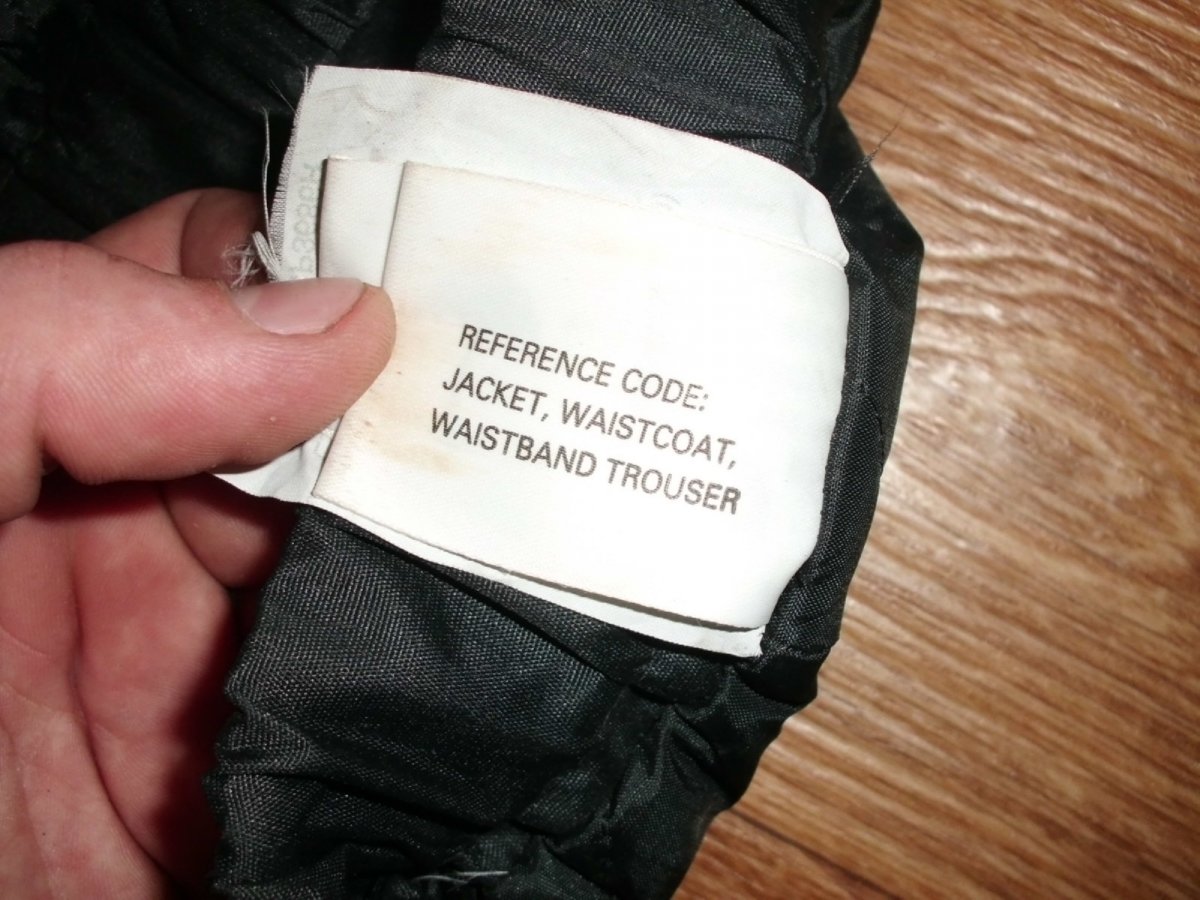 REFERENCE CODE:
JACKET, WAISTCOAT,
WAISTBAND TROUSER